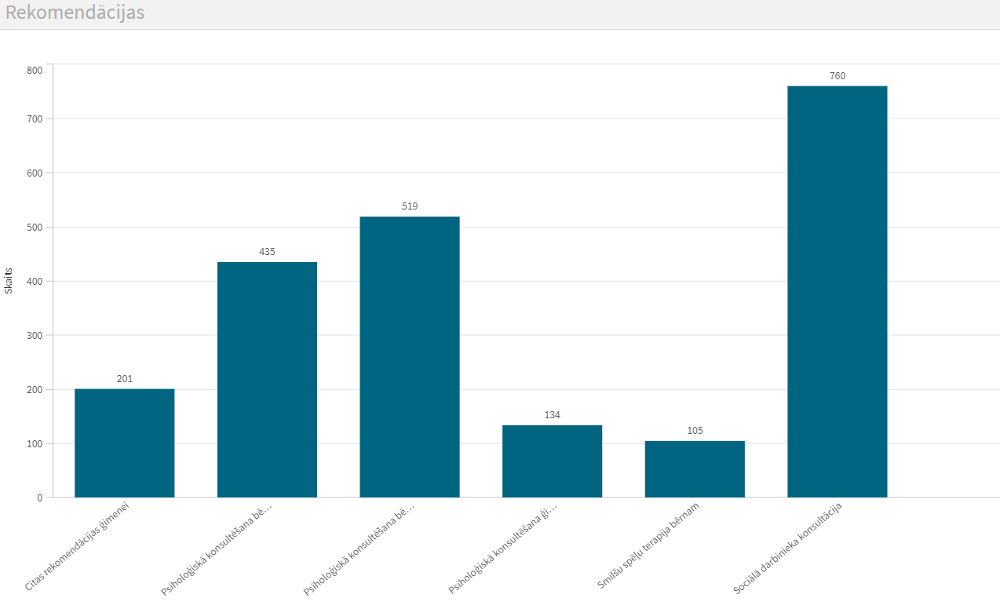 Rekomendācijas
800
700
600
500
400
300
200
100
0
Skaits
201
435
519
134
105
760
Citas rekomendācijas ģimenei
Psiholoģiskā konsultēšana bē…
Psiholoģiskā konsultēšana bē…
Psiholoģiskā konsultēšana ģi…
Smilšu spēļu terapija bērnam
Sociālā darbinieka konsultācija